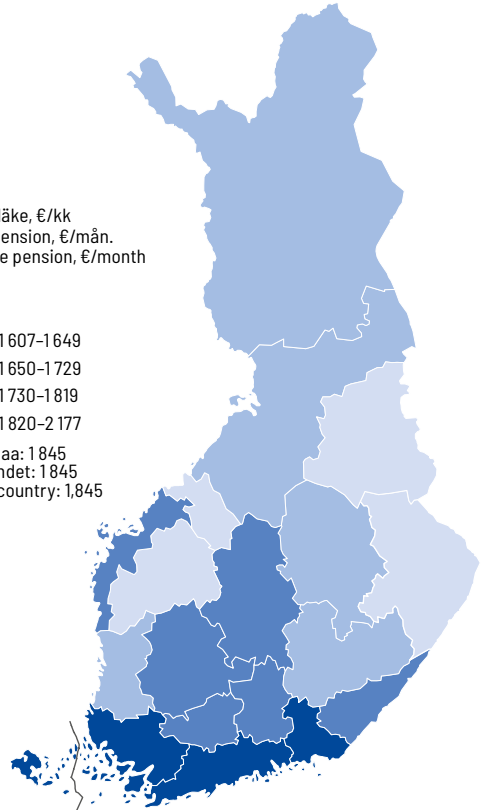 äke, €/kk
ension, €/mån.
e pension, €/month
1 607–1 649
1 650–1 729
1 730–1 819
1 820–2 177
aa: 1 845
ndet: 1 845
country: 1,845